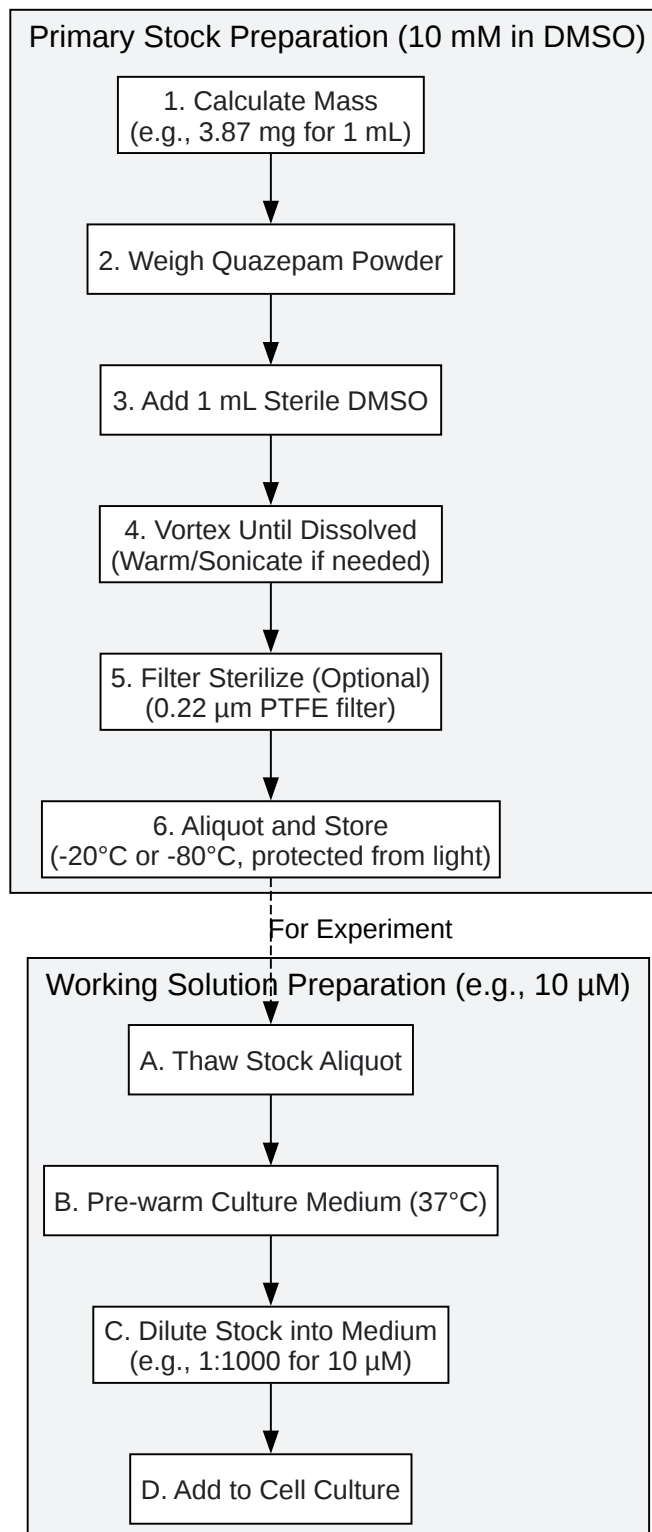 Primary Stock Preparation (10 mM in DMSO)
1. Calculate Mass
(e.g., 3.87 mg for 1 mL)
2. Weigh Quazepam Powder
3. Add 1 mL Sterile DMSO
4. Vortex Until Dissolved
(Warm/Sonicate if needed)
5. Filter Sterilize (Optional)
(0.22 µm PTFE filter)
6. Aliquot and Store
(-20°C or -80°C, protected from light)
For Experiment
Working Solution Preparation (e.g., 10 µM)
A. Thaw Stock Aliquot
B. Pre-warm Culture Medium (37°C)
C. Dilute Stock into Medium
(e.g., 1:1000 for 10 µM)
D. Add to Cell Culture